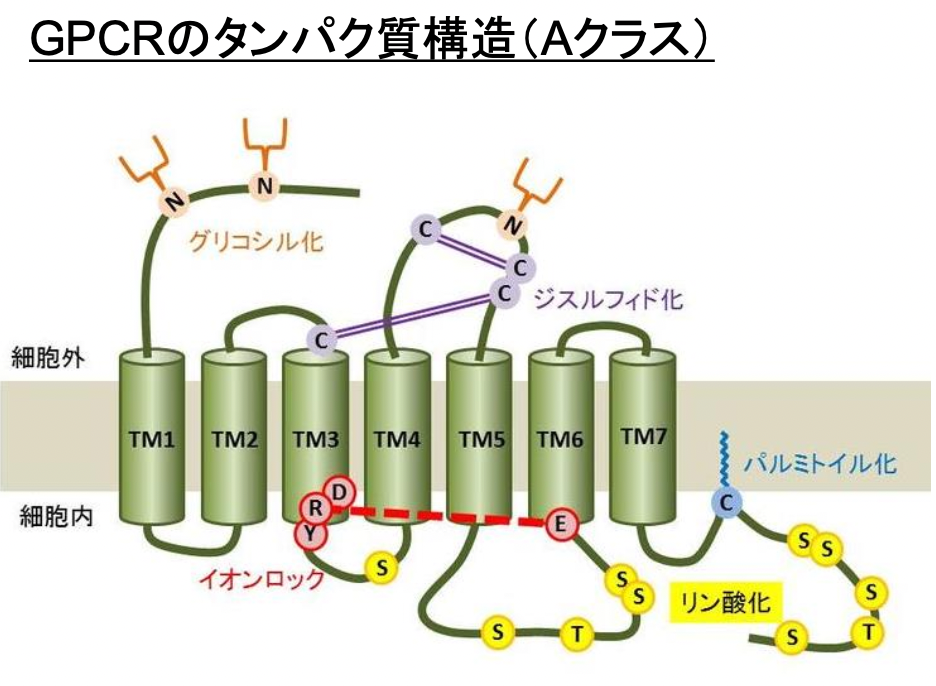 GPCRのタンパク質構造（Aクラス）
N
N
N
グリコシル化
C
C
C
ジスルフィド化
C
細胞外
TM1
TM2
TM3
TM4
TM5
TM6
TM7
パルミトイル化
D
R
Y
E
C
細胞内
イオンロック
S
S
S
S
T
リン酸化
S
S
S
T
S